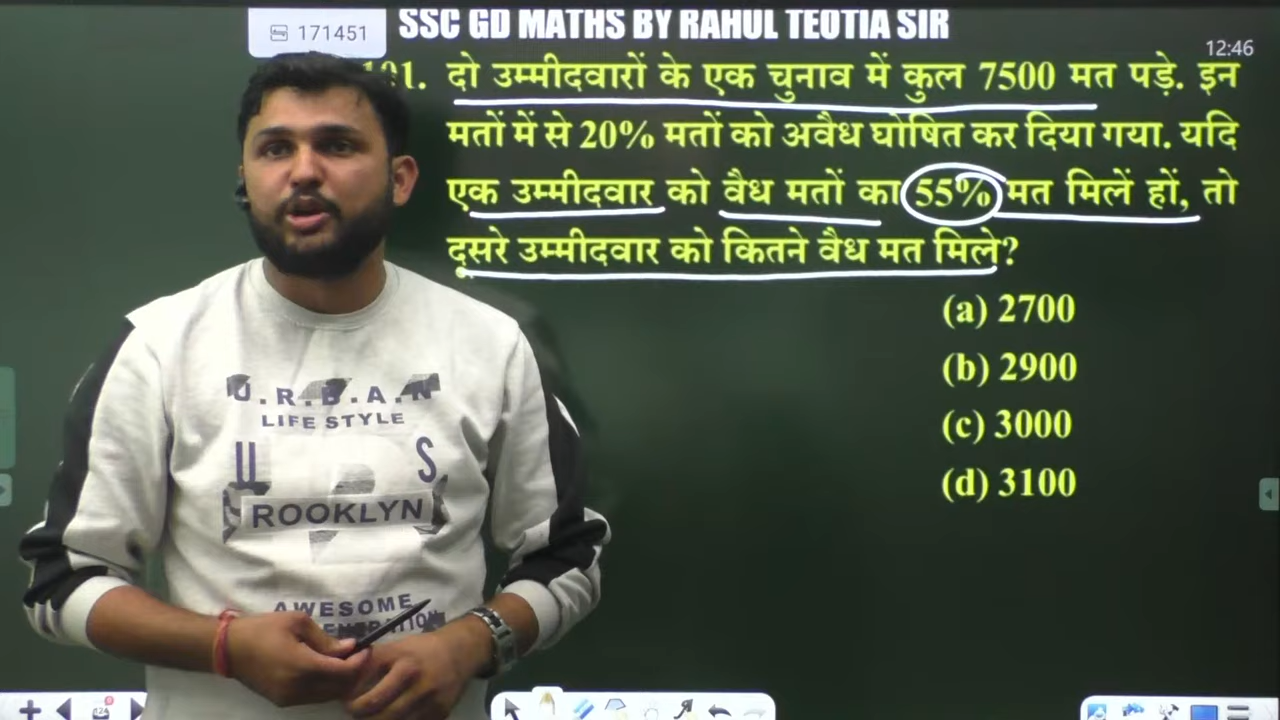 171451
SSC GD MATHS BY RAHUL TEOTIA SIR
12:46
101. दो उम्मीदवारों के एक चुनाव में कुल 7500 मत पड़े. इन
मतों में से 20% मतों को अवैध घोषित कर दिया गया. यदि
एक उम्मीदवार को वैध मतों का 55% मत मिलें हों, तो
दूसरे उम्मीदवार को कितने वैध मत मिले?
(a) 2700
(b) 2900
(c) 3000
(d) 3100
U.R.B.A.N
LIFE STYLE
U S
ROOKLYN
AWESOME